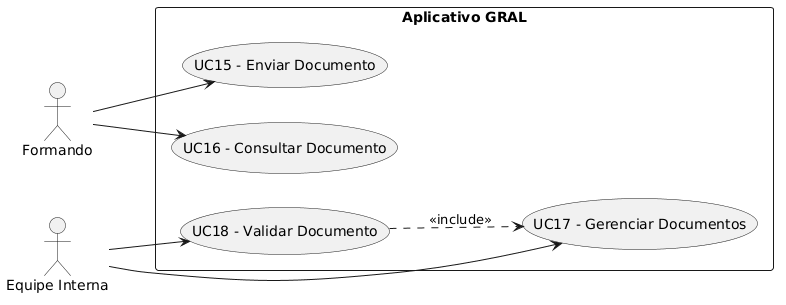 Aplicativo GRAL
UC15 - Enviar Documento
Formando
UC16 - Consultar Documento
«include»
UC18 - Validar Documento
UC17 - Gerenciar Documentos
Equipe Interna